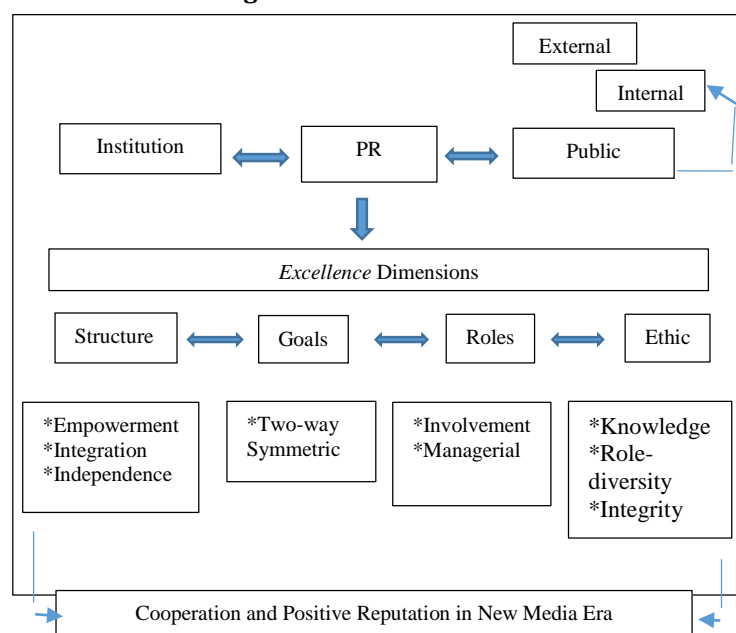 External
Internal
Institution
PR
Public
Excellence Dimensions
Structure
Goals
Roles
Ethic
*Empowerment
*Integration
*Independence
*Two-way
Symmetric
*Involvement
*Managerial
*Knowledge
*Role-
diversity
*Integrity
Cooperation and Positive Reputation in New Media Era